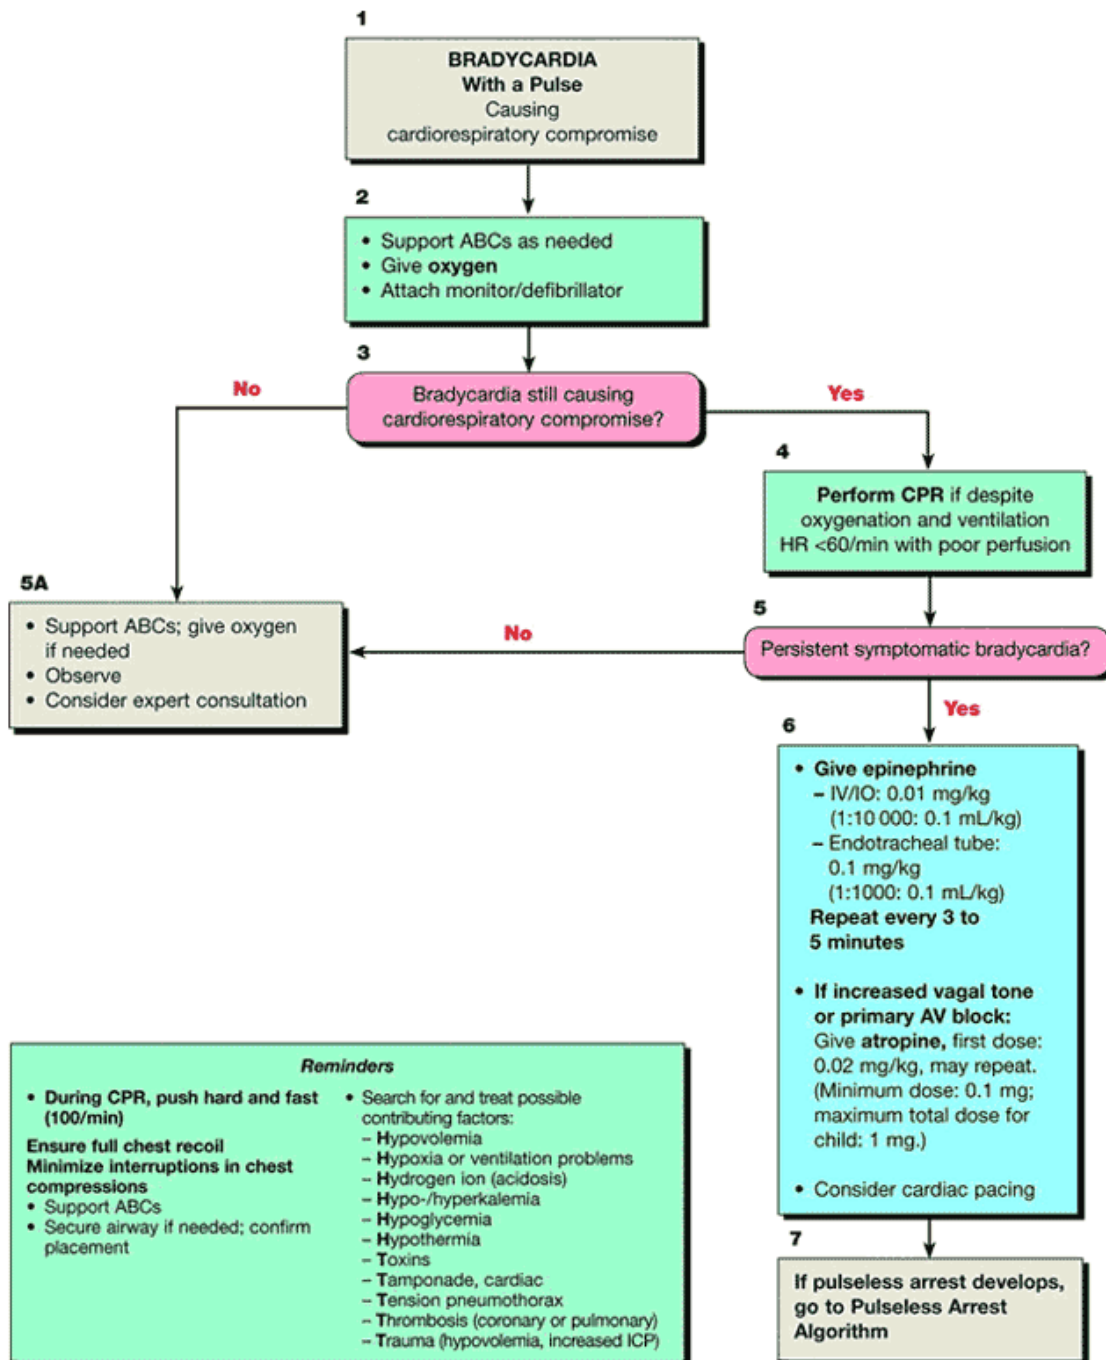 1
BRADYCARDIA
With a Pulse
Causing
cardiorespiratory compromise
2
• Support ABCs as needed
• Give oxygen
• Attach monitor/defibrillator
3
Bradycardia still causing
cardiorespiratory compromise?
No
Yes
4
Perform CPR if despite
oxygenation and ventilation
HR <60/min with poor perfusion
5A
• Support ABCs; give oxygen
if needed
• Observe
• Consider expert consultation
5
Persistent symptomatic bradycardia?
No
Yes
6
• Give epinephrine
– IV/IO: 0.01 mg/kg
(1:10 000: 0.1 mL/kg)
– Endotracheal tube:
0.1 mg/kg
(1:1000: 0.1 mL/kg)
Repeat every 3 to
5 minutes
• If increased vagal tone
or primary AV block:
Give atropine, first dose:
0.02 mg/kg, may repeat.
(Minimum dose: 0.1 mg;
maximum total dose for
child: 1 mg.)
• Consider cardiac pacing
7
If pulseless arrest develops,
go to Pulseless Arrest
Algorithm
Reminders
• During CPR, push hard and fast
(100/min)
Ensure full chest recoil
Minimize interruptions in chest
compressions
• Support ABCs
• Secure airway if needed; confirm
placement
• Search for and treat possible
contributing factors:
– Hypovolemia
– Hypoxia or ventilation problems
– Hydrogen ion (acidosis)
– Hypo-/hyperkalemia
– Hypoglycemia
– Hypothermia
– Toxins
– Tamponade, cardiac
– Tension pneumothorax
– Thrombosis (coronary or pulmonary)
– Trauma (hypovolemia, increased ICP)